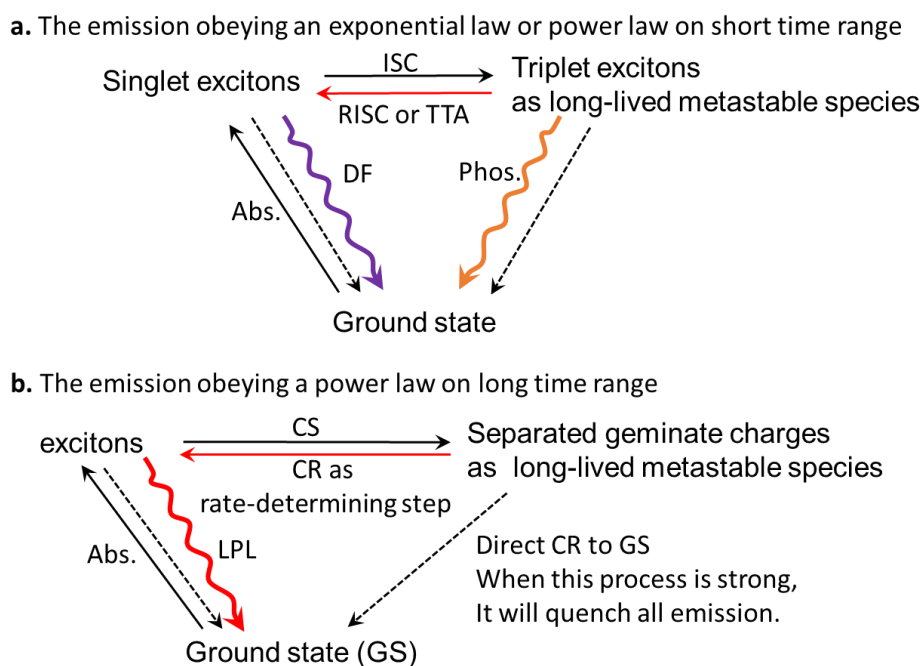 a. The emission obeying an exponential law or power law on short time range
Singlet excitons
ISC
RISC or TTA
Triplet excitons
as long-lived metastable species
Abs.
DF
Phos.
Ground state
b. The emission obeying a power law on long time range
excitons
CS
CR as
rate-determining step
Separated geminate charges
as long-lived metastable species
Abs.
LPL
Direct CR to GS
When this process is strong,
It will quench all emission.
Ground state (GS)